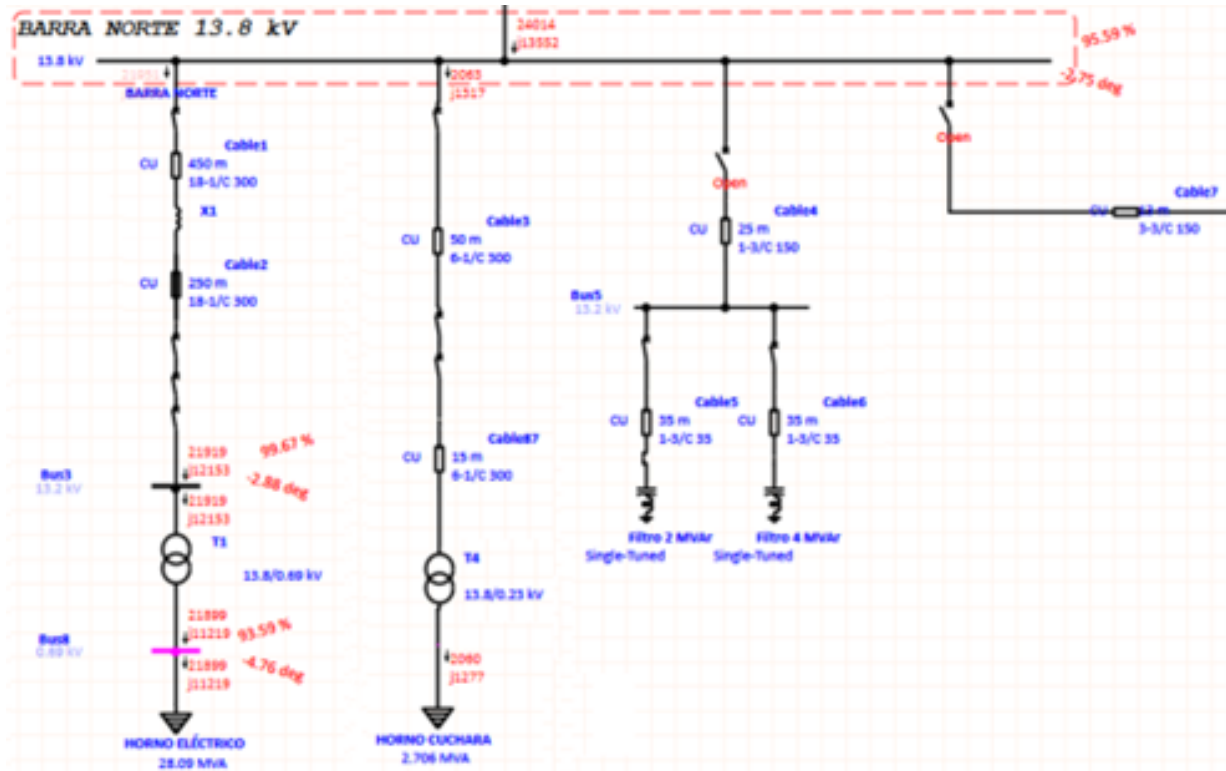 BARRA NORTE 13.8 kV
24014
j13552
95.59 %
-2.75 deg
13.8 kV
2063
j1317
BARRA NORTE
Open
Open
Cable1
CU
450 m
18-1/C 300
X1
Cable2
CU
250 m
18-1/C 300
Cable3
CU
50 m
6-1/C 300
Cable4
CU
25 m
1-3/C 150
Cable7
CU
3-3/C 150
Bus5
13.2 kV
Cable5
CU
35 m
1-3/C 35
Cable6
CU
35 m
1-3/C 35
Cable87
CU
15 m
6-1/C 300
Filtro 2 MVAr
Single-Tuned
Filtro 4 MVAr
Single-Tuned
21919
j12153
99.67 %
-2.88 deg
Bus3
13.2 kV
21919
j12153
T1
13.8/0.69 kV
T4
13.8/0.23 kV
21899
j11219
93.59 %
-4.76 deg
Bus8
0.69 kV
21899
j11219
2060
j1277
HORNO ELÉCTRICO
28.09 MVA
HORNO CUCHARA
2.706 MVA